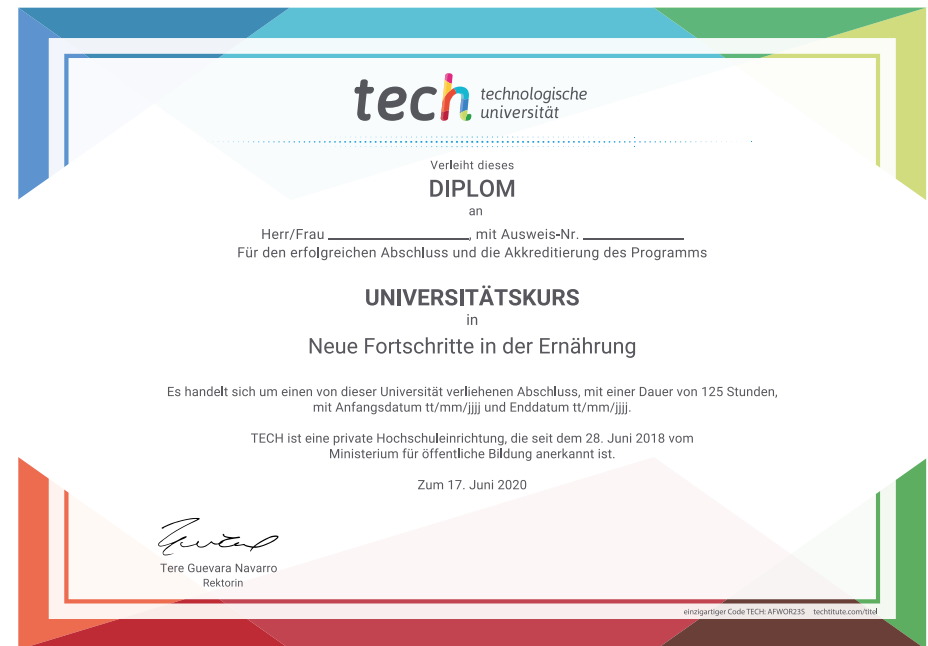 tech technologische
universität
Verleiht dieses
DIPLOM
an
Herr/Frau ____________, mit Ausweis-Nr. ____________
Für den erfolgreichen Abschluss und die Akkreditierung des Programms
UNIVERSITÄTSKURS
in
Neue Fortschritte in der Ernährung
Es handelt sich um einen von dieser Universität verliehenen Abschluss, mit einer Dauer von 125 Stunden,
mit Anfangsdatum tt/mm/jjjj und Enddatum tt/mm/jjjj.
TECH ist eine private Hochschuleinrichtung, die seit dem 28. Juni 2018 vom
Ministerium für öffentliche Bildung anerkannt ist.
Zum 17. Juni 2020
Tere Guevara Navarro
Rektorin
einzigartiger Code TECH: AFWOR23S techtitute.com/titel